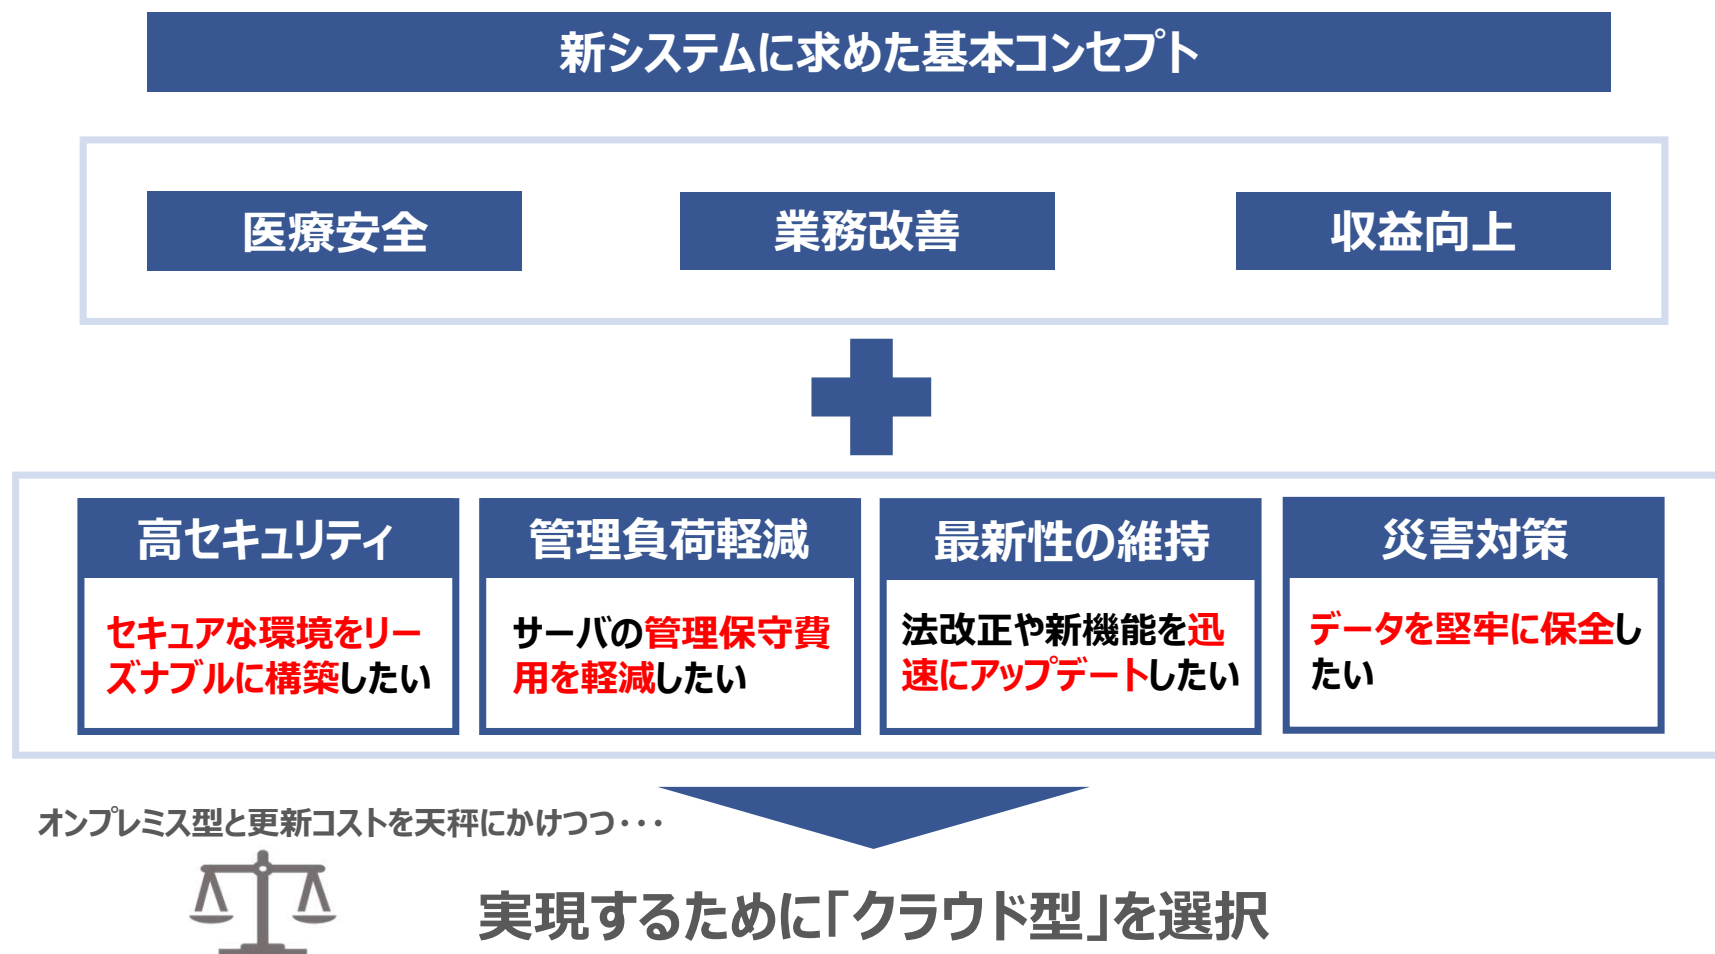 新システムに求めた基本コンセプト
医療安全
業務改善
収益向上
高セキュリティ
セキュアな環境をリー
ズナブルに構築したい
管理負荷軽減
サーバの管理保守費
用を軽減したい
最新性の維持
法改正や新機能を迅
速にアップデートしたい
災害対策
データを堅牢に保全し
たい
オンプレミス型と更新コストを天秤にかけつつ・・・
実現するために「クラウド型」を選択